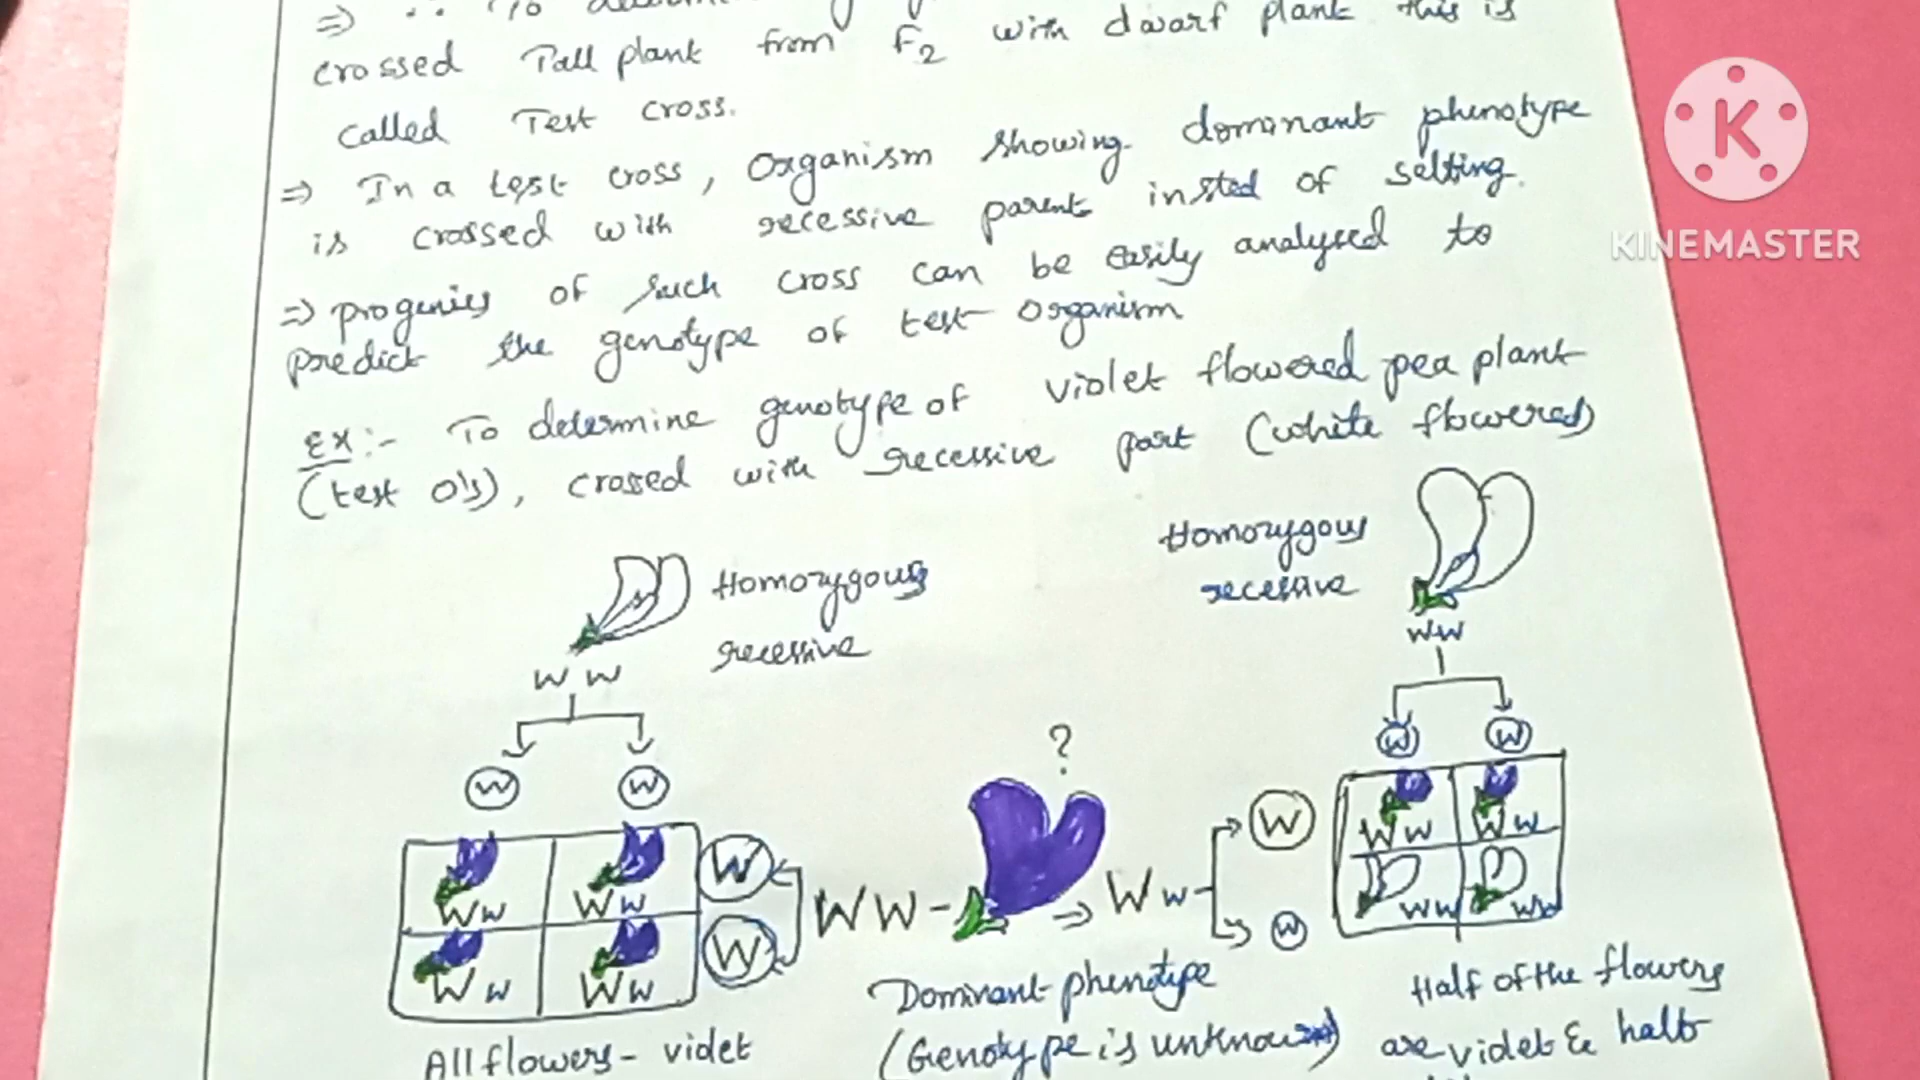 crossed Tall plant from F2 with dwarf plant this is
called Test cross.
⇒ In a test cross, Organism showing dominant phenotype
is crossed with recessive parent insted of selting.
⇒ progenies of such cross can be easily analysed to
predict the genotype of test organism
Ex:- To determine genotype of violet flowered pea plant
(test O's), crossed with recessive part (white flowered)
Homozygous
recessive
ww
w w
Homozygous
recessive
w w
w w
?
W
W
WW
Ww
W
w
Ww Ww
Ww Ww
Ww Ww
ww ww
All flowers - violet
Dominant phenotype
(Genotype is unknown)
Half of the flowers
are violet & half
K
KINEMASTER